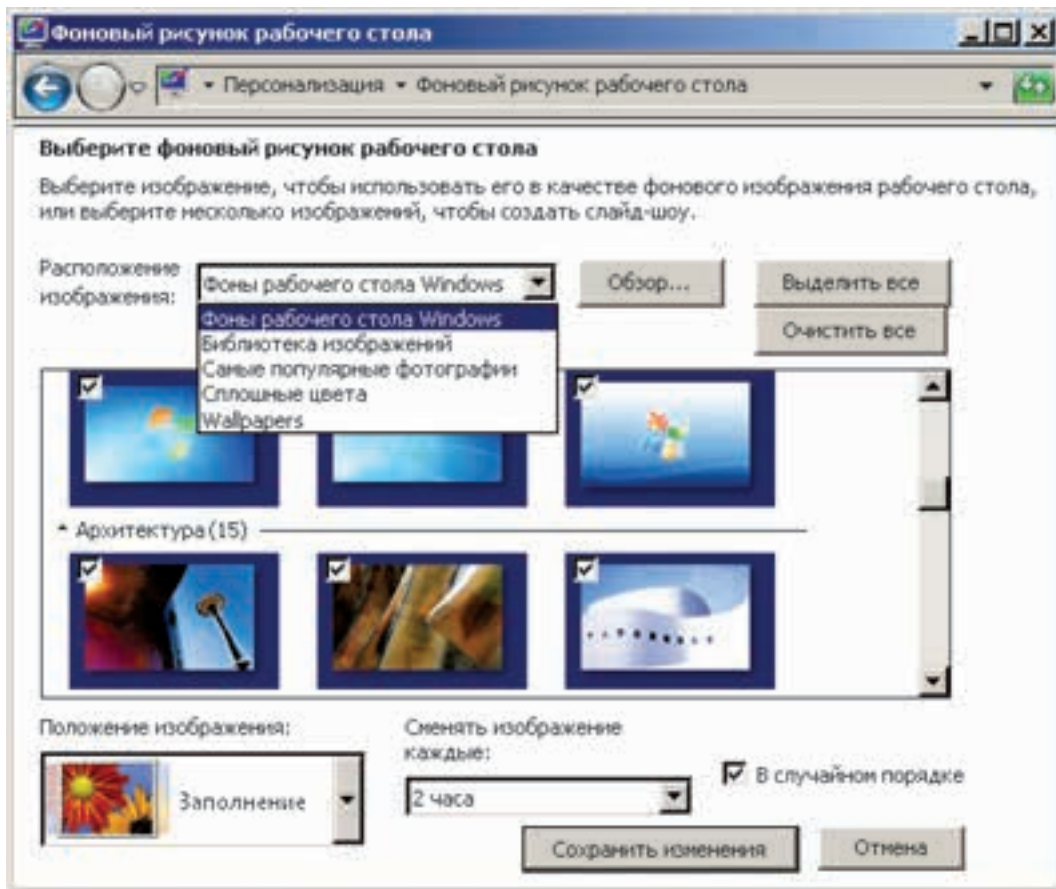 Фоновый рисунок рабочего стола
Персонализация
Фоновый рисунок рабочего стола
Выберите фоновый рисунок рабочего стола
Выберите изображение, чтобы использовать его в качестве фонового изображения рабочего стола,
или выберите несколько изображений, чтобы создать слайд-шоу.
Расположение
изображения:
Фоны рабочего стола Windows
Обзор...
Выделить все
Очистить все
Фоны рабочего стола Windows
Библиотека изображений
Самые популярные фотографии
Сплошные цвета
Wallpapers
Архитектура (15)
Положение изображения:
Заполнение
Сменять изображение
каждые:
2 часа
В случайном порядке
Сохранить изменения
Отмена